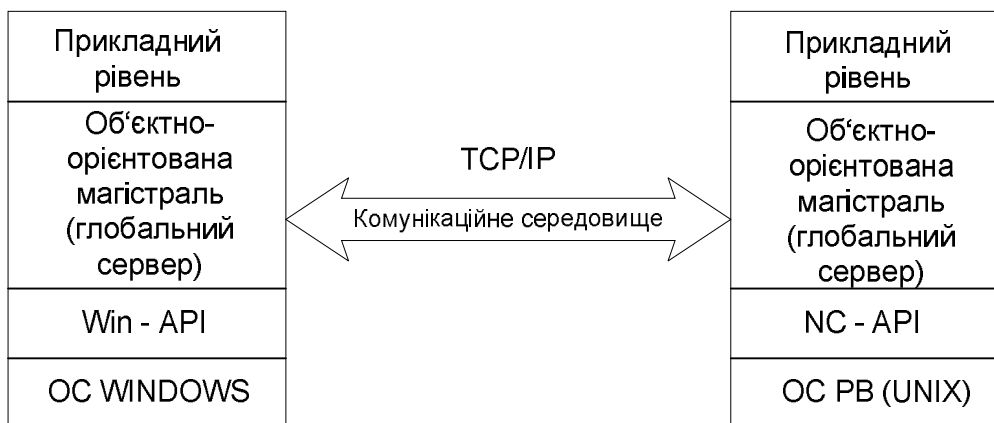 Прикладний
рівень
Об‘єктно-
орієнтована
магістраль
(глобальний
сервер)
Win - API
ОС WINDOWS
TCP/IP
Комунікаційне середовище
Прикладний
рівень
Об‘єктно-
орієнтована
магістраль
(глобальний
сервер)
NC - API
ОС РВ (UNIX)